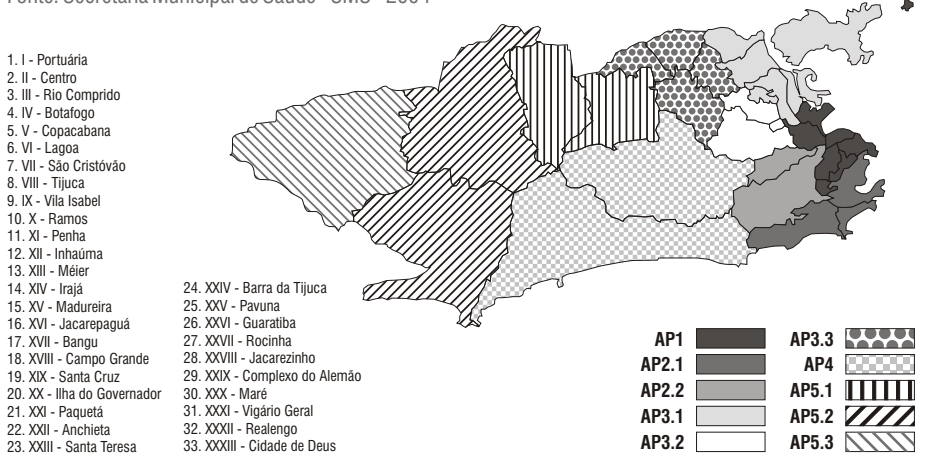 Fonte: Secretaria Municipal de Saúde - SMS - 2004
1. I - Portuária
2. II - Centro
3. III - Rio Comprido
4. IV - Botafogo
5. V - Copacabana
6. VI - Lagoa
7. VII - São Cristóvão
8. VIII - Tijuca
9. IX - Vila Isabel
10. X - Ramos
11. XI - Penha
12. XII - Inhaúma
13. XIII - Méier
14. XIV - Irajá
15. XV - Madureira
16. XVI - Jacarepaguá
17. XVII - Bangu
18. XVIII - Campo Grande
19. XIX - Santa Cruz
20. XX - Ilha do Governador
21. XXI - Paquetá
22. XXII - Anchieta
23. XXIII - Santa Teresa
24. XXIV - Barra da Tijuca
25. XXV - Pavuna
26. XXVI - Guaratiba
27. XXVII - Rocinha
28. XXVIII - Jacarezinho
29. XXIX - Complexo do Alemão
30. XXX - Maré
31. XXXI - Vigário Geral
32. XXXII - Realengo
33. XXXIII - Cidade de Deus
AP1
AP2.1
AP2.2
AP3.1
AP3.2
AP3.3
AP4
AP5.1
AP5.2
AP5.3